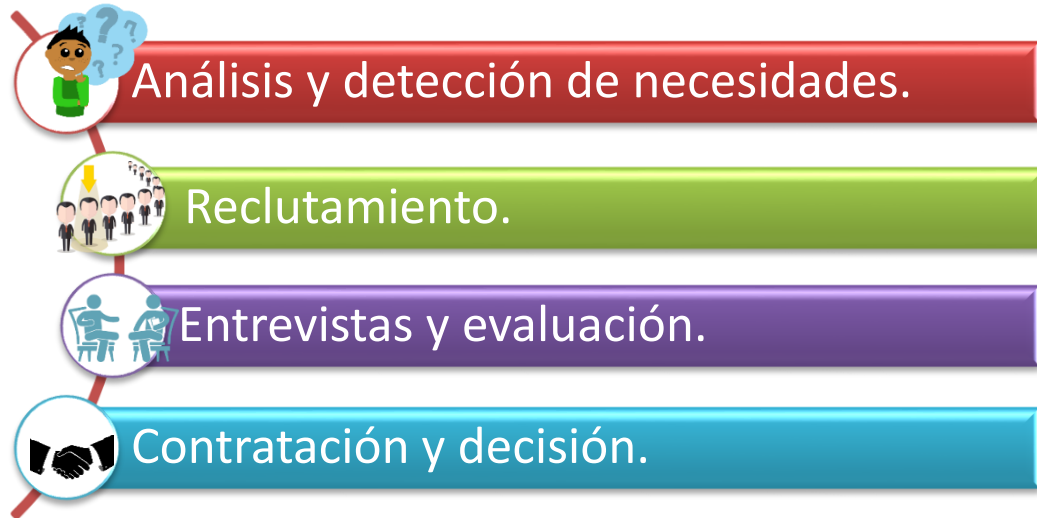 Análisis y detección de necesidades.
Reclutamiento.
Entrevistas y evaluación.
Contratación y decisión.